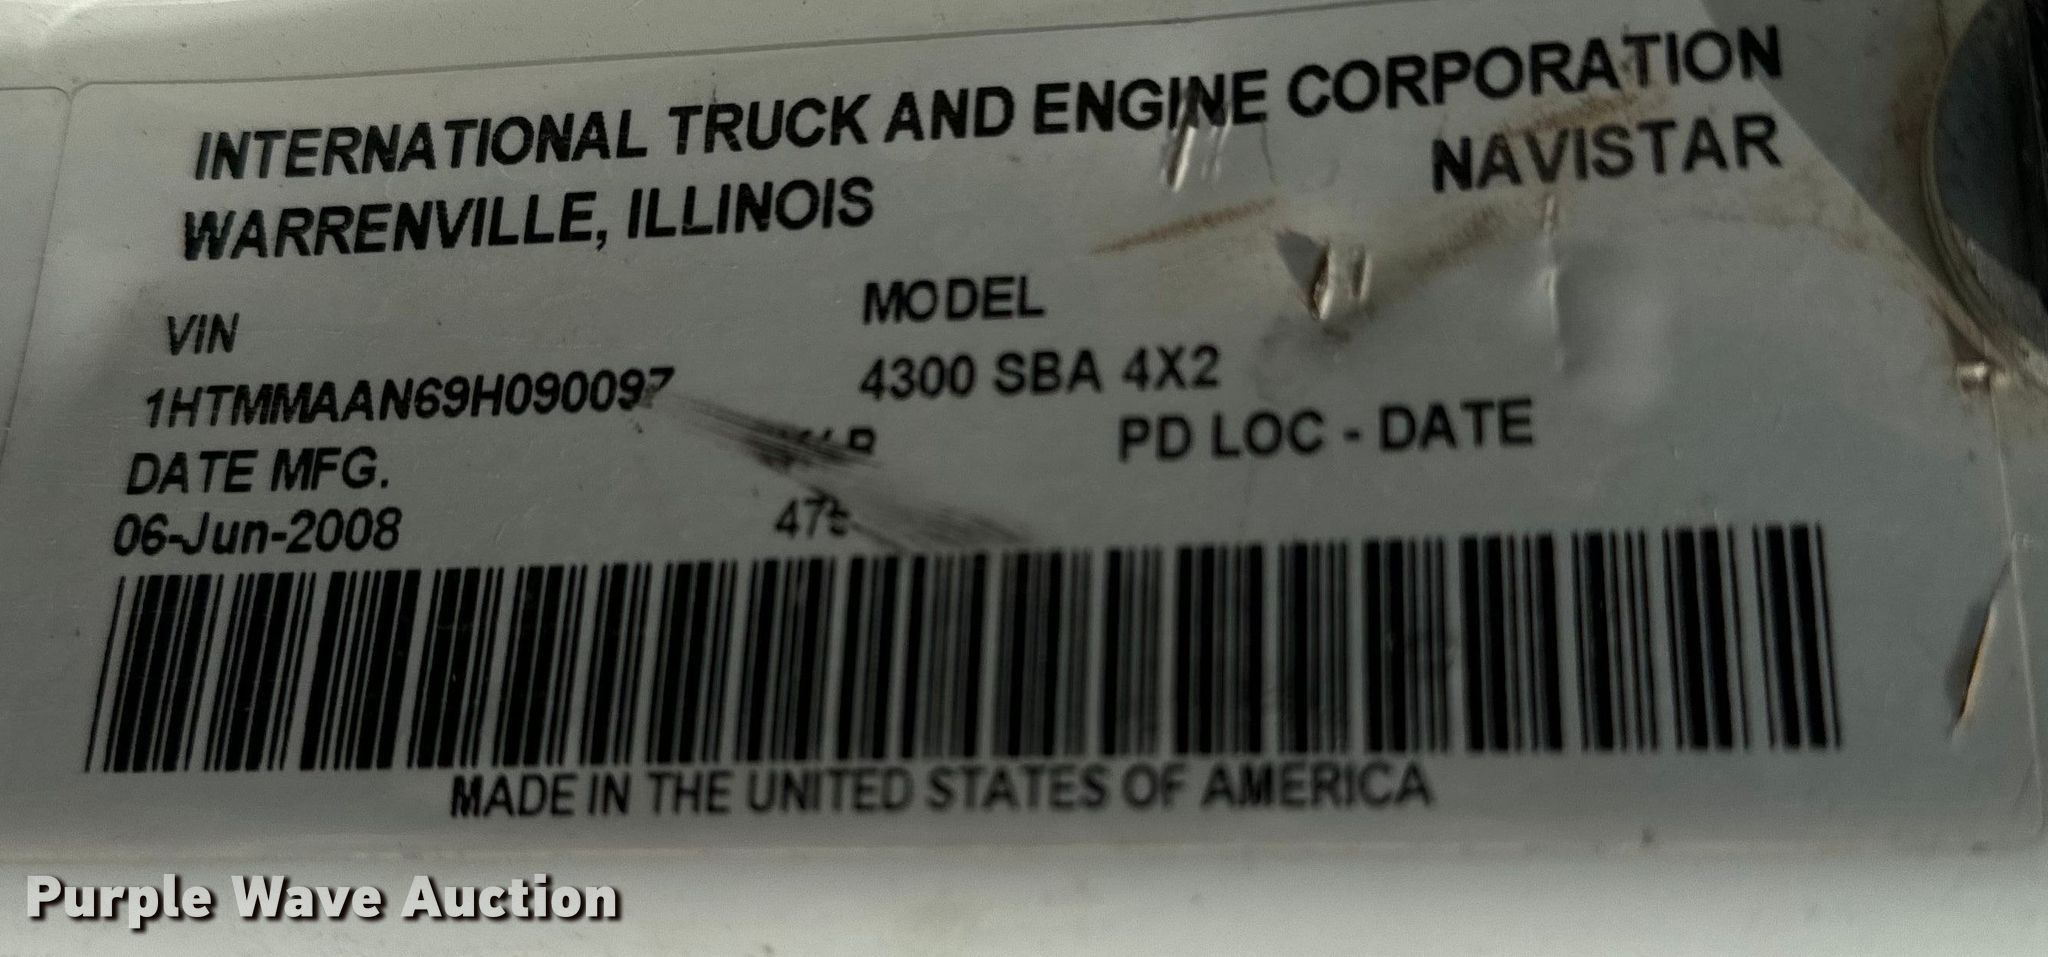 INTERNATIONAL TRUCK AND ENGINE CORPORATION
WARRENVILLE, ILLINOIS NAVISTAR
VIN MODEL
1HTMMAAN69H090097 4300 SBA 4X2
DATE MFG. PD LOC - DATE
06-Jun-2008
MADE IN THE UNITED STATES OF AMERICA
Purple Wave Auction